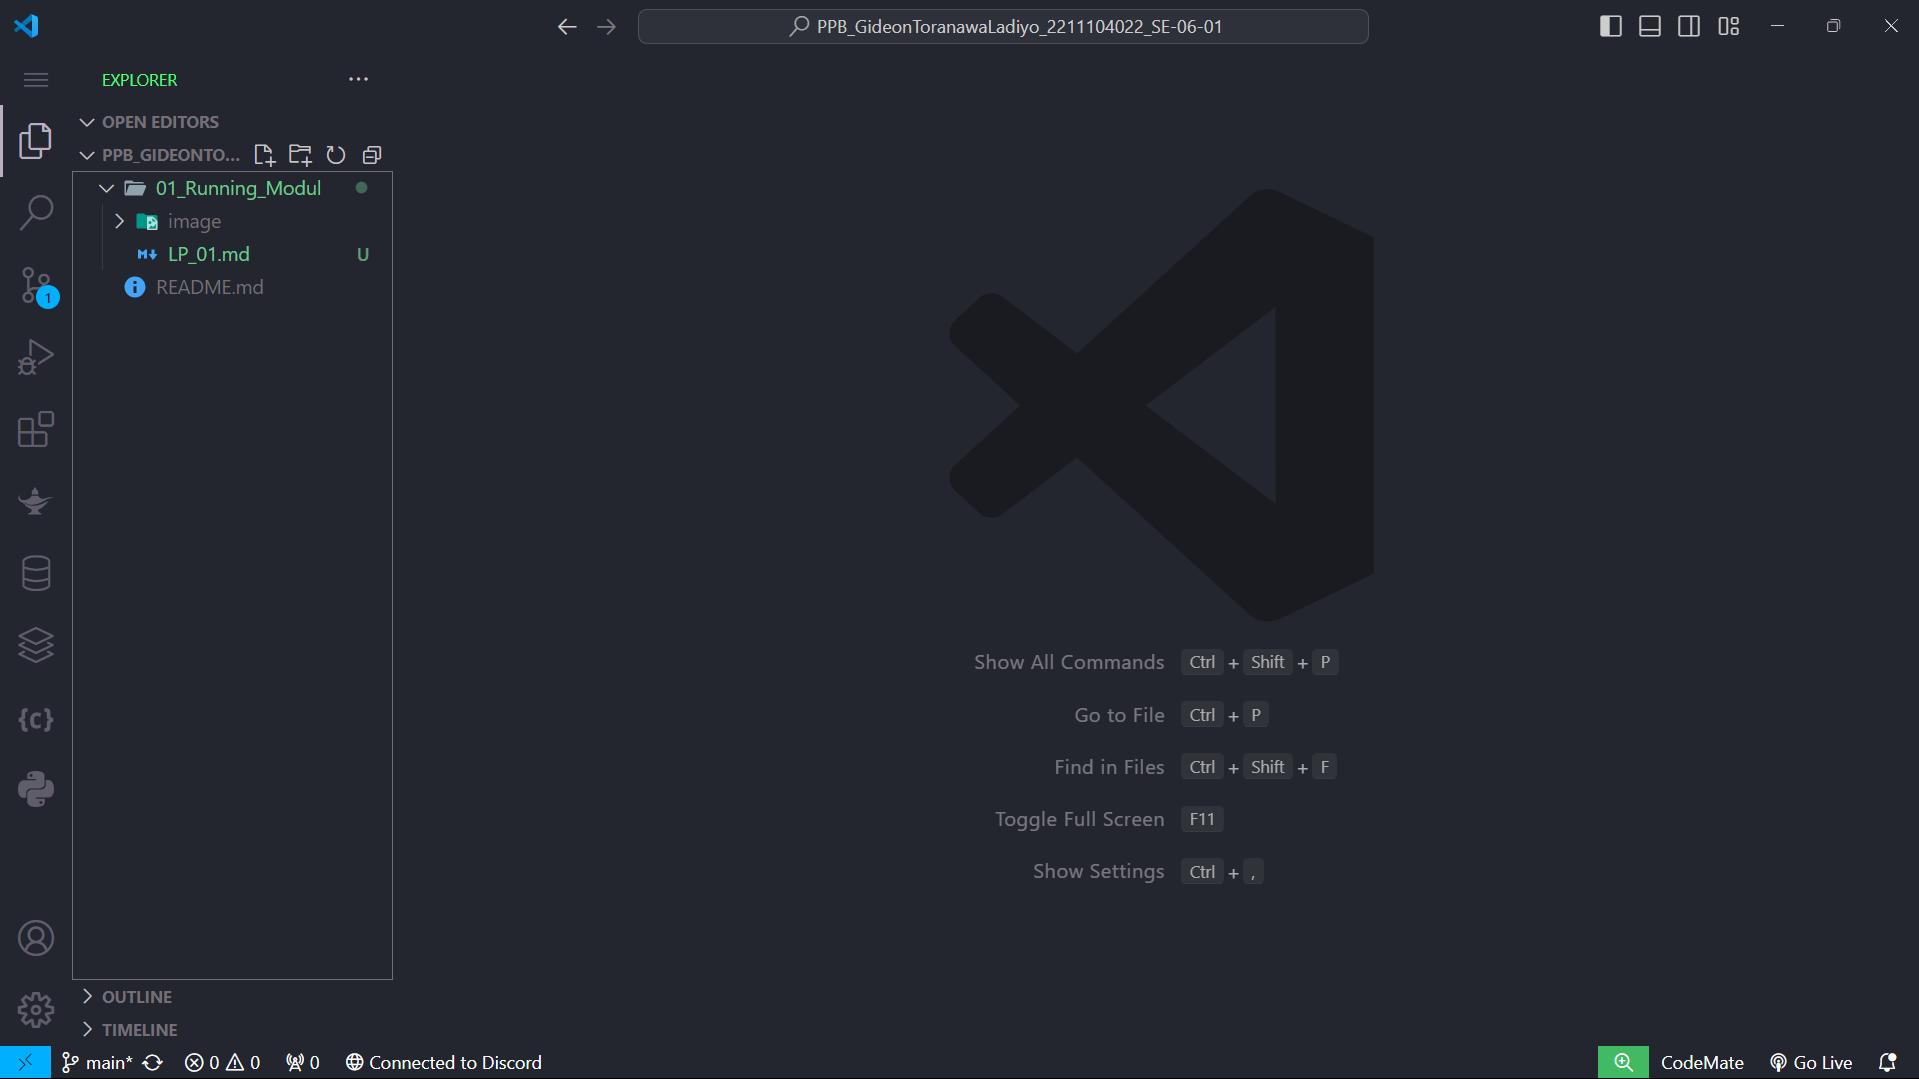 PPB_GideonToranawaLadiyo_2211104022_SE-06-01
EXPLORER
OPEN EDITORS
PPB_GIDEONTO...
01_Running_Modul
image
LP_01.md U
README.md
1
Show All Commands Ctrl + Shift + P
Go to File Ctrl + P
Find in Files Ctrl + Shift + F
Toggle Full Screen F11
Show Settings Ctrl + ,
{c}
OUTLINE
TIMELINE
main* 0 0 0 Connected to Discord CodeMate Go Live